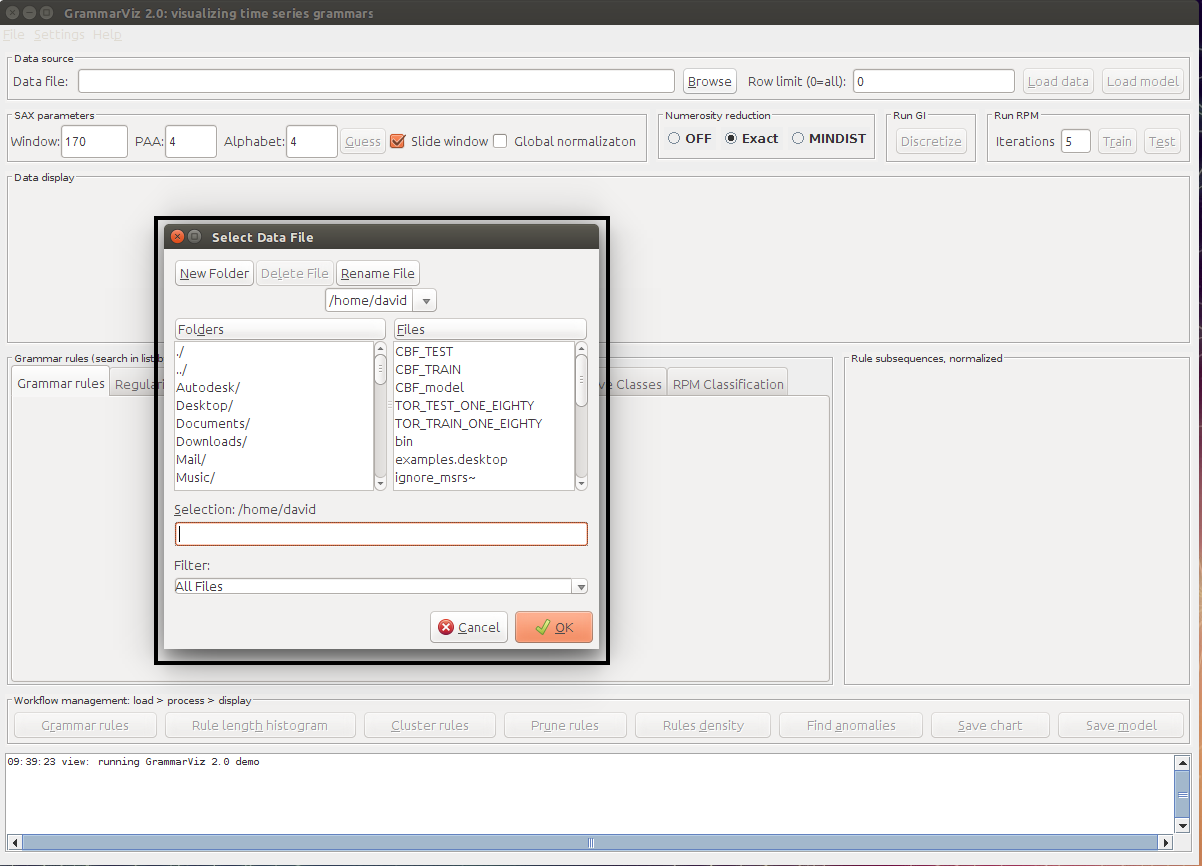 GrammarViz 2.0: visualizing time series grammars
File Settings Help
Data source
Data file: Browse Row limit (0=all): 0 Load data Load model
SAX parameters Numerosity reduction Run GI Run RPM
Window: 170 PAA: 4 Alphabet: 4 Guess Slide window Global normalizaton OFF Exact MINDIST Discretize Iterations 5 Train Test
Data display
Select Data File
New Folder Delete File Rename File
/home/david
Folders Files
./ CBF_TEST
../ CBF_TRAIN
Autodesk/ CBF_model
Desktop/ TOR_TEST_ONE_EIGHTY
Documents/ TOR_TRAIN_ONE_EIGHTY
Downloads/ bin
Mail/ examples.desktop
Music/ ignore_msrs~
Selection: /home/david
Filter:
All Files
Cancel OK
Grammar rules (search in list b Rule subsequences, normalized
Grammar rules Regulari ve Classes RPM Classification
Workflow management: load > process > display
Grammar rules Rule length histogram Cluster rules Prune rules Rules density Find anomalies Save chart Save model
09:39:23 view: running GrammarViz 2.0 demo